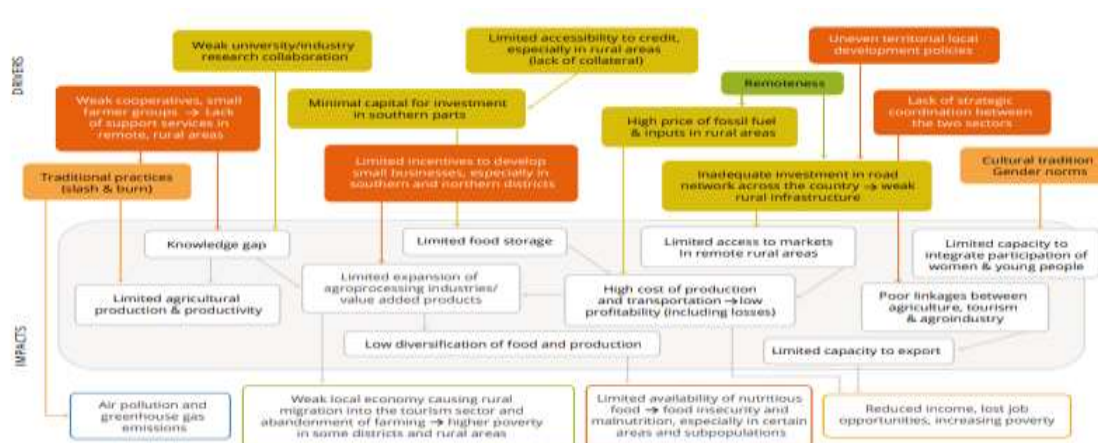 DRIVERS
Weak university/industry
research collaboration
Limited accessibility to credit,
especially in rural areas
(lack of collateral)
Uneven territorial local
development policies
Remoteness
Weak cooperatives, small
farmer groups → Lack
of support services in
remote, rural areas
Minimal capital for investment
in southern parts
High price of fossil fuel
& inputs in rural areas
Lack of strategic
coordination between
the two sectors
Traditional practices
(slash & burn)
Limited incentives to develop
small businesses, especially in
southern and northern districts
Inadequate investment in road
network across the country → weak
rural infrastructure
Cultural tradition
Gender norms
Knowledge gap
Limited food storage
Limited access to markets
in remote rural areas
Limited capacity to
integrate participation of
women & young people
Limited agricultural
production & productivity
Limited expansion of
agroprocessing industries/
value added products
High cost of production
and transportation → low
profitability (including losses)
Poor linkages between
agriculture, tourism
& agroindustry
Low diversification of food and production
Limited capacity to export
IMPACTS
Air pollution and
greenhouse gas
emissions
Weak local economy causing rural
migration into the tourism sector and
abandonment of farming → higher poverty
in some districts and rural areas
Limited availability of nutritious
food → food insecurity and
malnutrition, especially in certain
areas and subpopulations
Reduced income, lost job
opportunities, increasing poverty